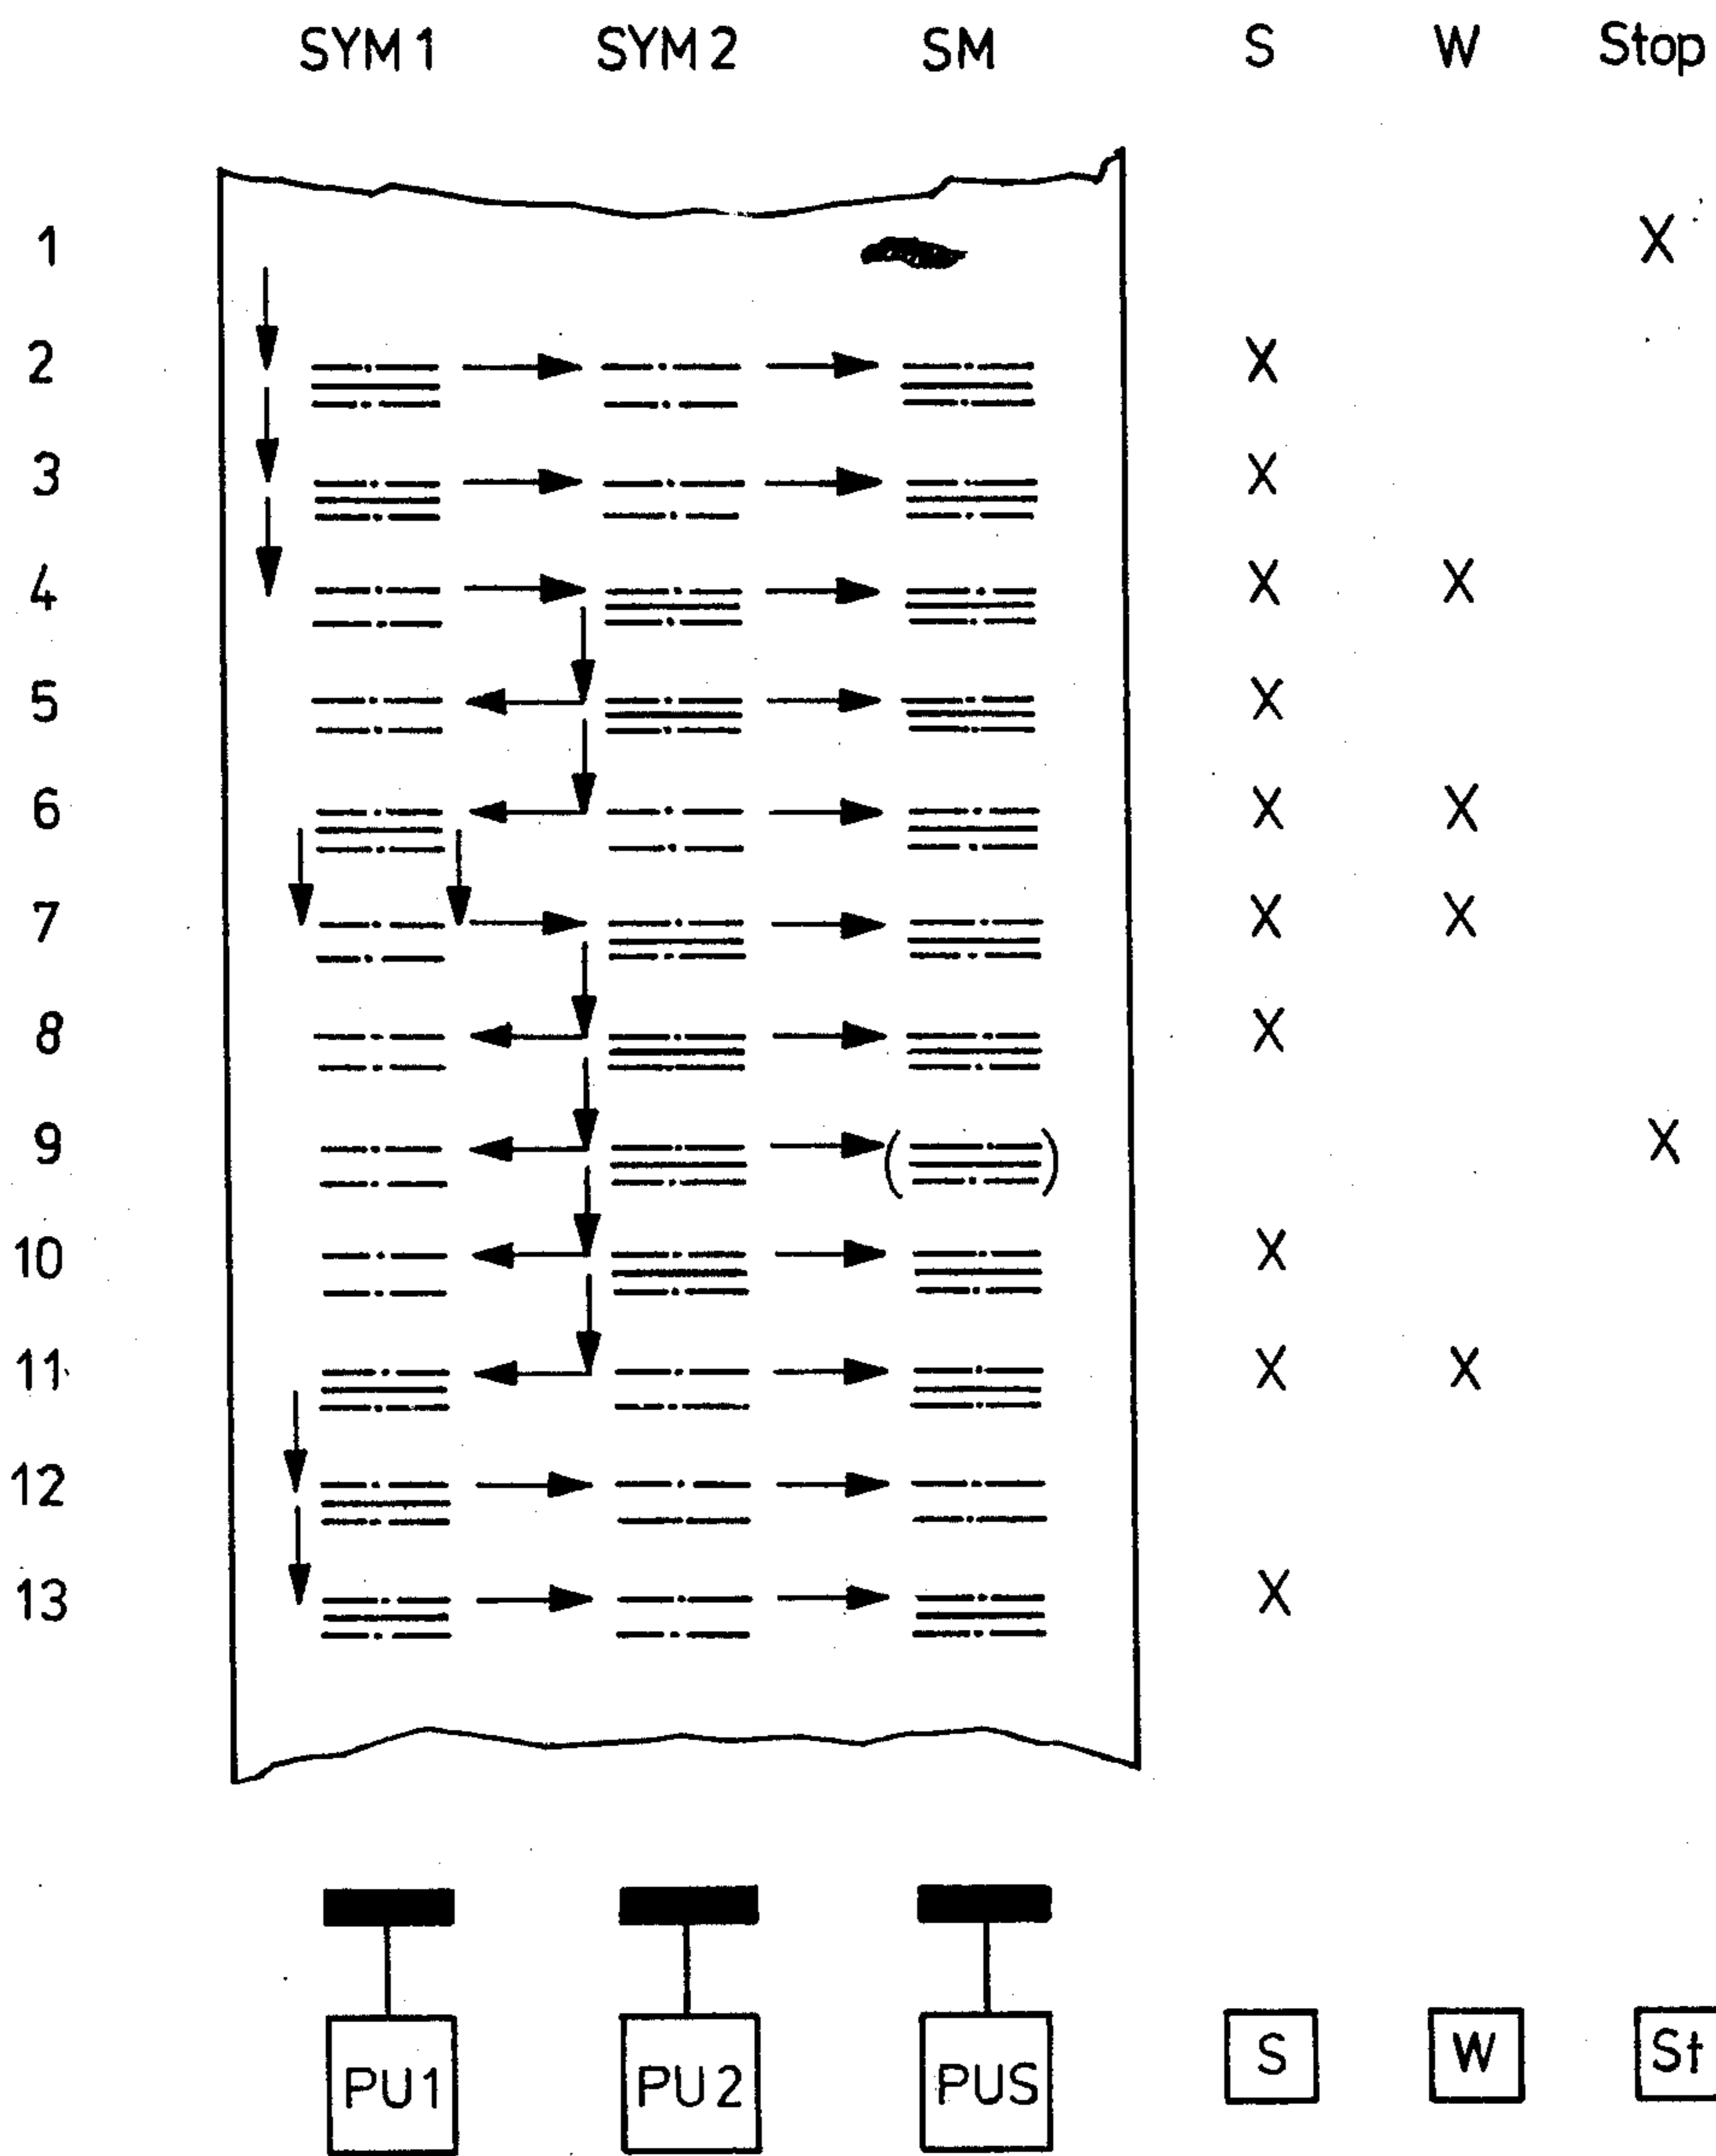 SYM 1 SYM 2 SM S W Stop
1 X
2 X
3 X
4 X X
5 X
6 X X
7 X X
8 X
9 ( ) X
10 X
11 X X
12
13 X
PU1 PU2 PUS S W St